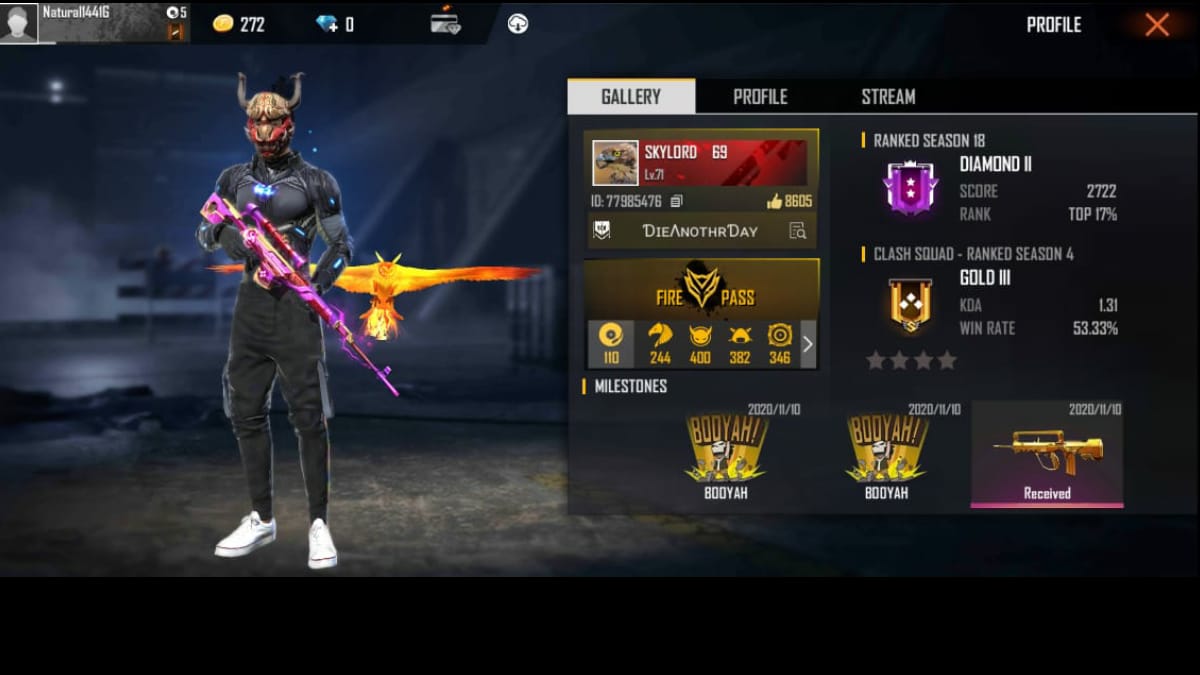 Natural14416
5
272
0
PROFILE
GALLERY
PROFILE
STREAM
SKYLORD 69
Lv.71
ID: 77985476
8605
ƊIEɅNOTHRƊAY
FIRE PASS
110
244
400
382
346
MILESTONES
RANKED SEASON 18
DIAMOND II
SCORE 2722
RANK TOP 17%
CLASH SQUAD - RANKED SEASON 4
GOLD III
KDA 1.31
WIN RATE 53.33%
2020/11/10
BOOYAH!
BOOYAH
2020/11/10
BOOYAH!
BOOYAH
2020/11/10
Received